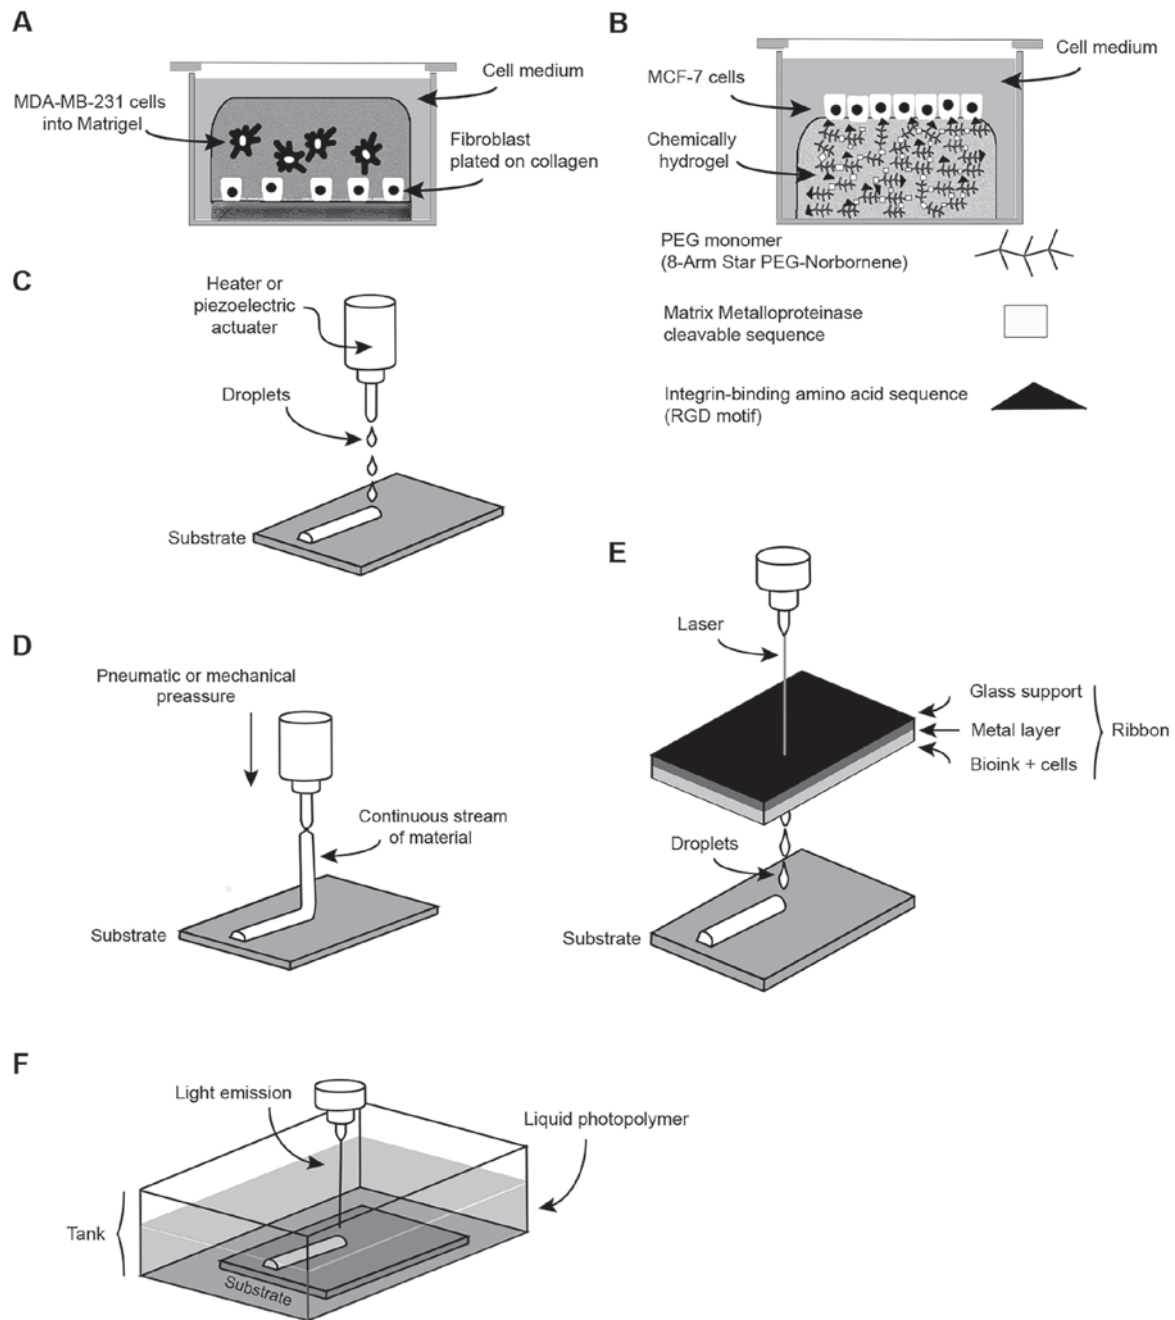 A
Cell medium
MDA-MB-231 cells
into Matrigel
Fibroblast
plated on collagen
B
Cell medium
MCF-7 cells
Chemically
hydrogel
PEG monomer
(8-Arm Star PEG-Norbornene)
Matrix Metalloproteinase
cleavable sequence
Integrin-binding amino acid sequence
(RGD motif)
C
Heater or
piezoelectric
actuater
Droplets
Substrate
D
Pneumatic or mechanical
preassure
Continuous stream
of material
Substrate
E
Laser
Glass support
Metal layer
Bioink + cells
Ribbon
Droplets
Substrate
F
Light emission
Liquid photopolymer
Tank
Substrate